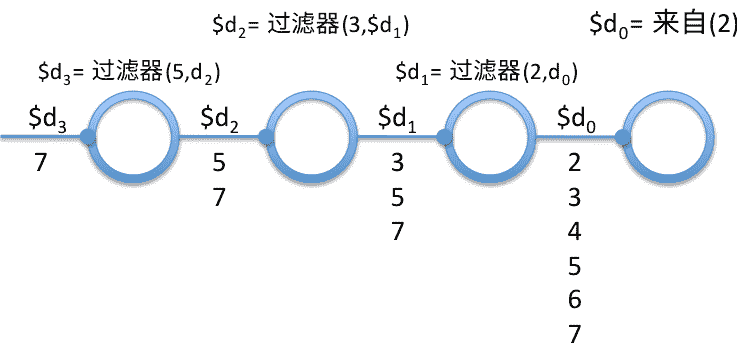 $d₂= 过滤器(3,$d₁)
$d₀= 来自(2)
$d₃= 过滤器(5,d₂)
$d₁= 过滤器(2,d₀)
$d₃
$d₂
$d₁
$d₀
7
5
3
2
7
5
3
7
4
5
6
7